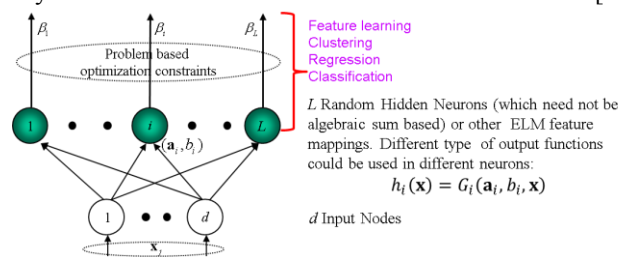 β₁ βᵢ β_L
Problem based
optimization constraints
Feature learning
Clustering
Regression
Classification
1 i L
(aᵢ, bᵢ)
L Random Hidden Neurons (which need not be
algebraic sum based) or other ELM feature
mappings. Different type of output functions
could be used in different neurons:
hᵢ(x) = Gᵢ(aᵢ, bᵢ, x)
1 d
d Input Nodes
xⱼ